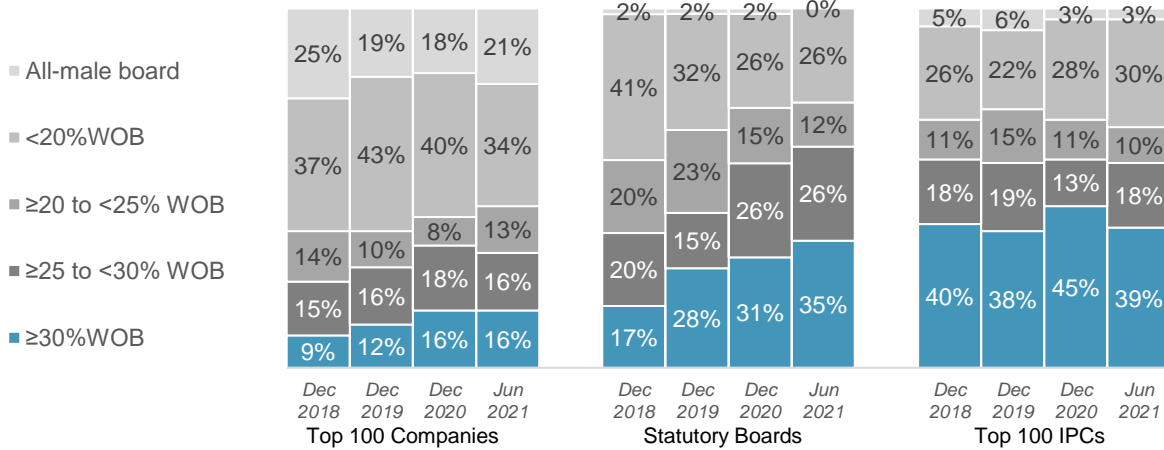 All-male board
<20%WOB
≥20 to <25% WOB
≥25 to <30% WOB
≥30%WOB
25% 19% 18% 21%
37% 43% 40% 34%
14% 10% 8% 13%
15% 16% 18% 16%
9% 12% 16% 16%
Dec 2018 Dec 2019 Dec 2020 Jun 2021
Top 100 Companies
2% 2% 2% 0%
41% 32% 26% 26%
20% 23% 15% 12%
20% 15% 26% 26%
17% 28% 31% 35%
Dec 2018 Dec 2019 Dec 2020 Jun 2021
Statutory Boards
5% 6% 3% 3%
26% 22% 28% 30%
11% 15% 11% 10%
18% 19% 13% 18%
40% 38% 45% 39%
Dec 2018 Dec 2019 Dec 2020 Jun 2021
Top 100 IPCs